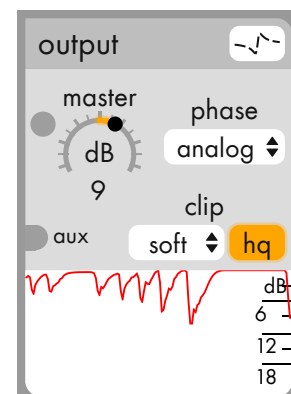 output
master
phase
dB
analog
9
clip
aux
soft
hq
dB
6
12
18